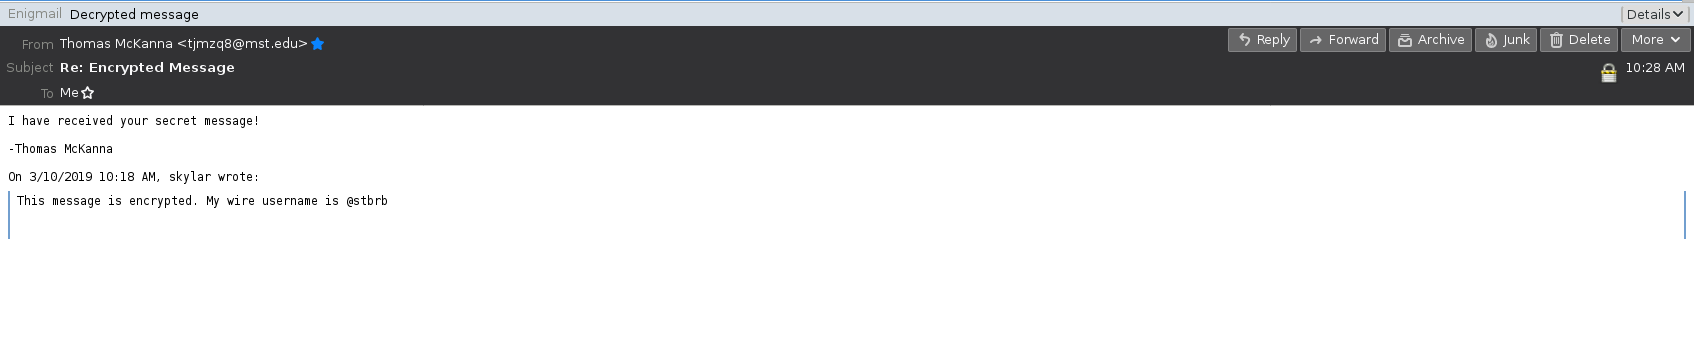 Enigmail Decrypted message Details
From Thomas McKanna <tjmzq8@mst.edu> Reply Forward Archive Junk Delete More
Subject Re: Encrypted Message 10:28 AM
To Me
I have received your secret message!
-Thomas McKanna
On 3/10/2019 10:18 AM, skylar wrote:
This message is encrypted. My wire username is @stbrb